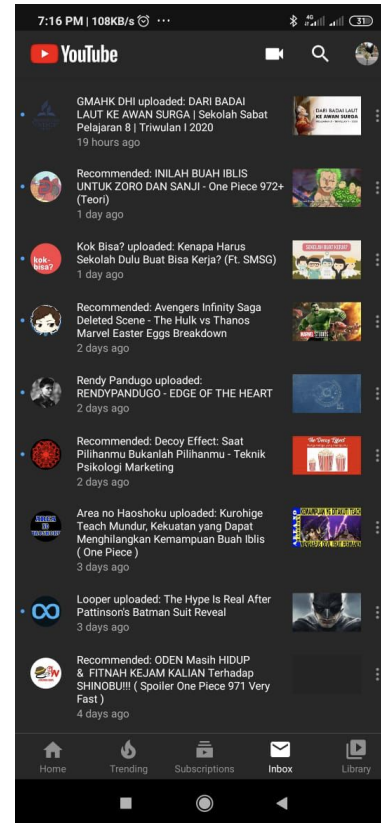 7:16 PM | 108KB/s
4G
31
YouTube
GMAHK DHI uploaded: DARI BADAI
LAUT KE AWAN SURGA | Sekolah Sabat
Pelajaran 8 | Triwulan I 2020
19 hours ago
DARI BADAI LAUT
KE AWAN SURGA
Recommended: INILAH BUAH IBLIS
UNTUK ZORO DAN SANJI - One Piece 972+
(Teori)
1 day ago
kok-
bisa?
Kok Bisa? uploaded: Kenapa Harus
Sekolah Dulu Buat Bisa Kerja? (Ft. SMSG)
1 day ago
SEKOLAH BUAT KERJA?
Recommended: Avengers Infinity Saga
Deleted Scene - The Hulk vs Thanos
Marvel Easter Eggs Breakdown
2 days ago
Rendy Pandugo uploaded:
RENDYPANDUGO - EDGE OF THE HEART
2 days ago
Recommended: Decoy Effect: Saat
Pilihanmu Bukanlah Pilihanmu - Teknik
Psikologi Marketing
2 days ago
The Decoy Effect
AREA
NO
HAOSHOKU
Area no Haoshoku uploaded: Kurohige
Teach Mundur, Kekuatan yang Dapat
Menghilangkan Kemampuan Buah Iblis
( One Piece )
3 days ago
Looper uploaded: The Hype Is Real After
Pattinson's Batman Suit Reveal
3 days ago
Recommended: ODEN Masih HIDUP
& FITNAH KEJAM KALIAN Terhadap
SHINOBU!!! ( Spoiler One Piece 971 Very
Fast )
4 days ago
Home
Trending
Subscriptions
Inbox
Library